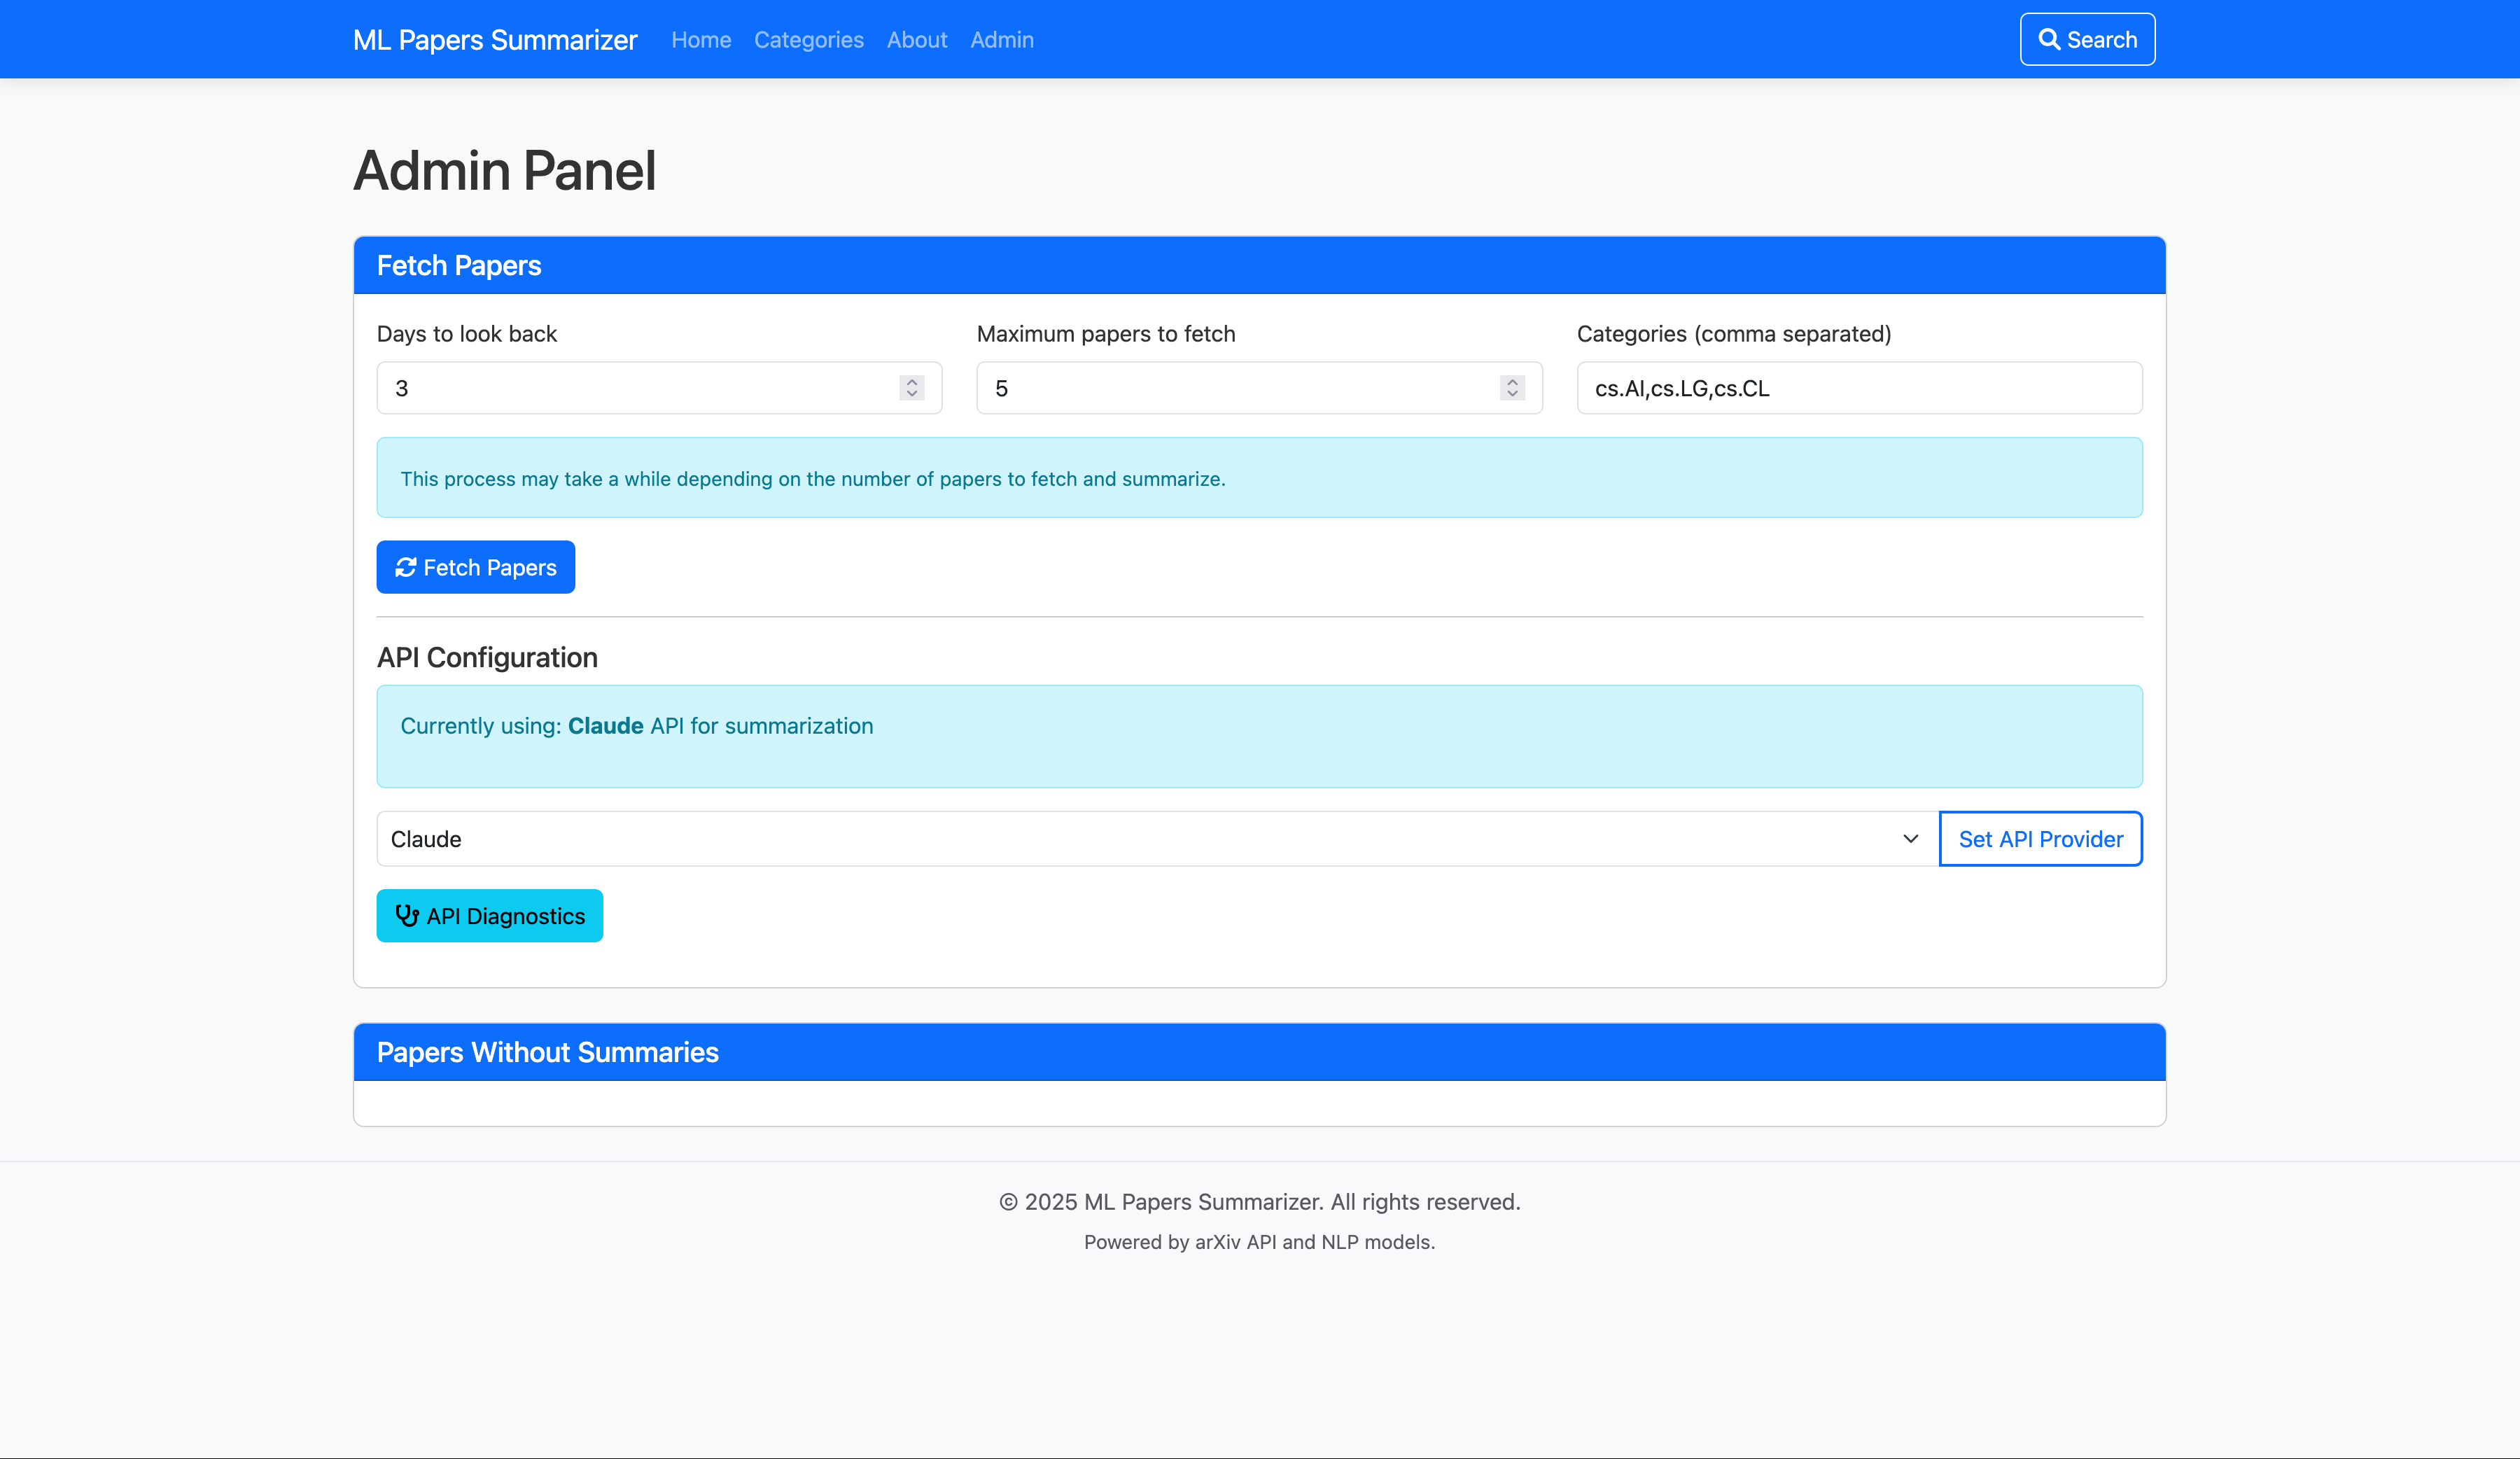 ML Papers Summarizer Home Categories About Admin Search
Admin Panel
Fetch Papers
Days to look back Maximum papers to fetch Categories (comma separated)
3 5 cs.AI,cs.LG,cs.CL
This process may take a while depending on the number of papers to fetch and summarize.
Fetch Papers
API Configuration
Currently using: Claude API for summarization
Claude Set API Provider
API Diagnostics
Papers Without Summaries
© 2025 ML Papers Summarizer. All rights reserved.
Powered by arXiv API and NLP models.